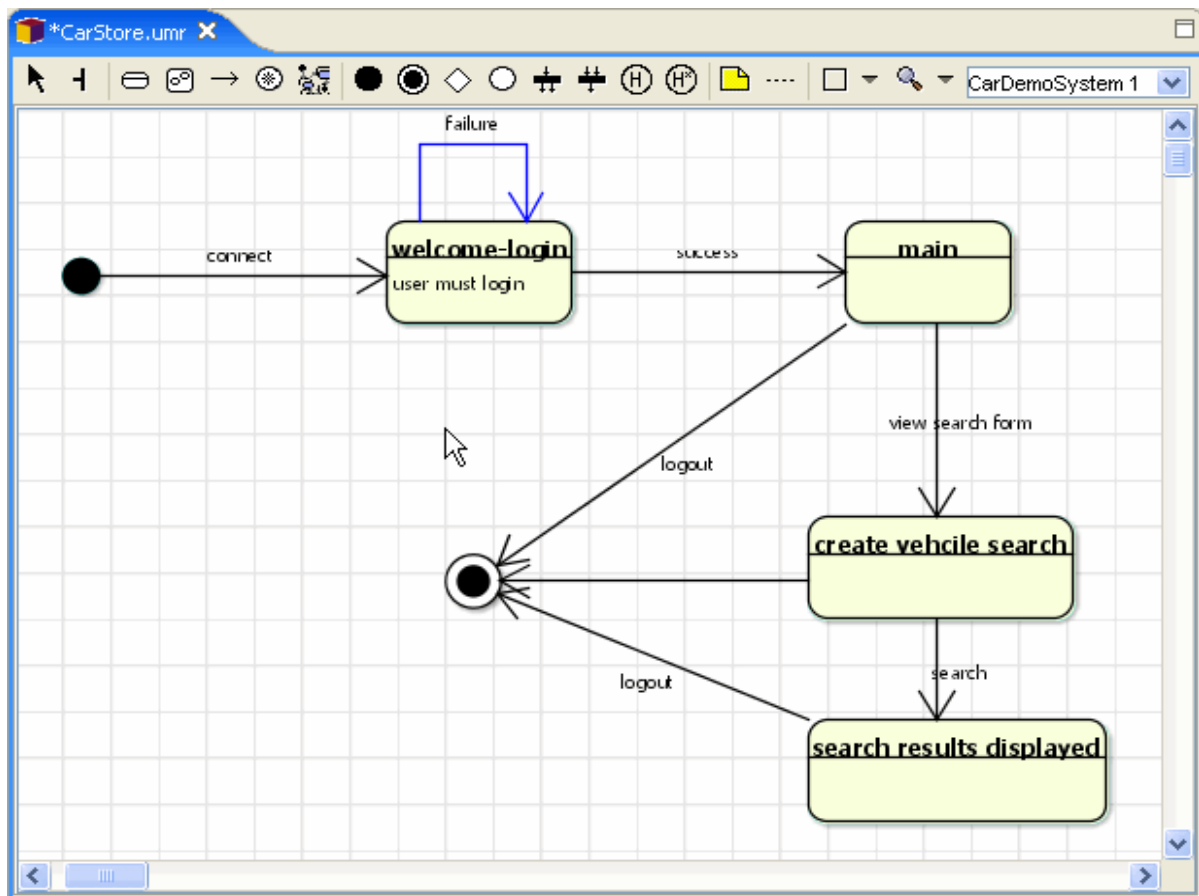 *CarStore.umr
H H* CarDemoSystem 1
failure
connect
welcome-login
user must login
success
main
view search form
logout
create vehcile search
search
logout
search results displayed